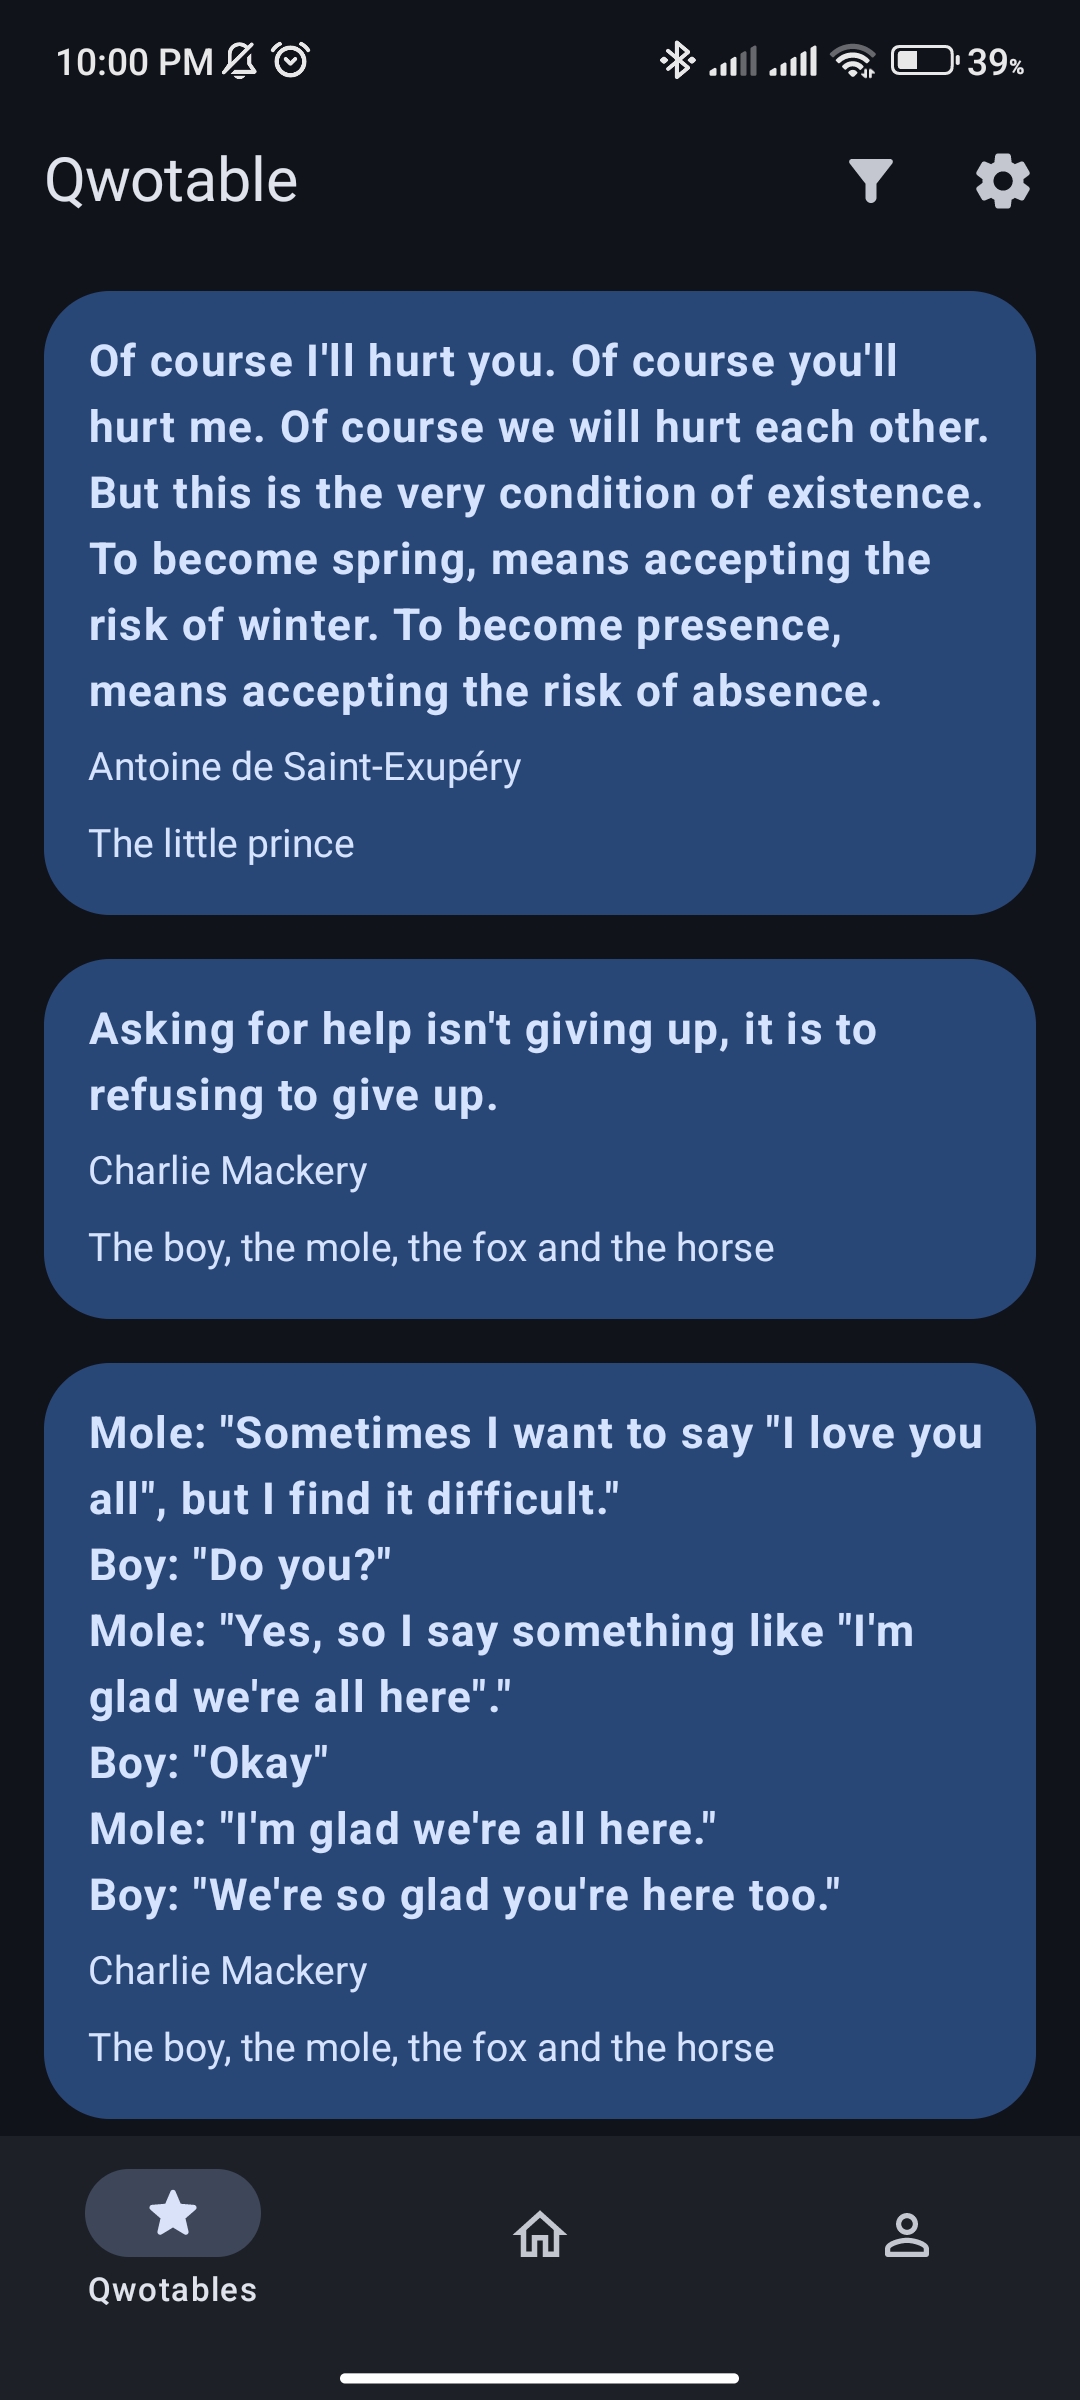 10:00 PM 39%
Qwotable
Of course I'll hurt you. Of course you'll
hurt me. Of course we will hurt each other.
But this is the very condition of existence.
To become spring, means accepting the
risk of winter. To become presence,
means accepting the risk of absence.
Antoine de Saint-Exupéry
The little prince
Asking for help isn't giving up, it is to
refusing to give up.
Charlie Mackery
The boy, the mole, the fox and the horse
Mole: "Sometimes I want to say "I love you
all", but I find it difficult."
Boy: "Do you?"
Mole: "Yes, so I say something like "I'm
glad we're all here"."
Boy: "Okay"
Mole: "I'm glad we're all here."
Boy: "We're so glad you're here too."
Charlie Mackery
The boy, the mole, the fox and the horse
Qwotables